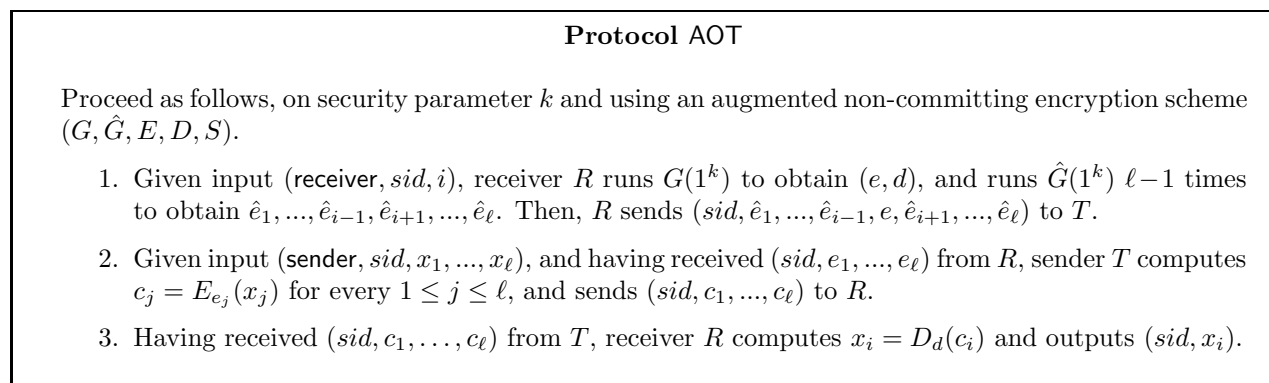 Protocol AOT
Proceed as follows, on security parameter k and using an augmented non-committing encryption scheme
(G, Ĝ, E, D, S).
1. Given input (receiver, sid, i), receiver R runs G(1^k) to obtain (e, d), and runs Ĝ(1^k) ℓ−1 times
to obtain ê_1, ..., ê_{i−1}, ê_{i+1}, ..., ê_ℓ. Then, R sends (sid, ê_1, ..., ê_{i−1}, e, ê_{i+1}, ..., ê_ℓ) to T.
2. Given input (sender, sid, x_1, ..., x_ℓ), and having received (sid, e_1, ..., e_ℓ) from R, sender T computes
c_j = E_{e_j}(x_j) for every 1 ≤ j ≤ ℓ, and sends (sid, c_1, ..., c_ℓ) to R.
3. Having received (sid, c_1, . . . , c_ℓ) from T, receiver R computes x_i = D_d(c_i) and outputs (sid, x_i).